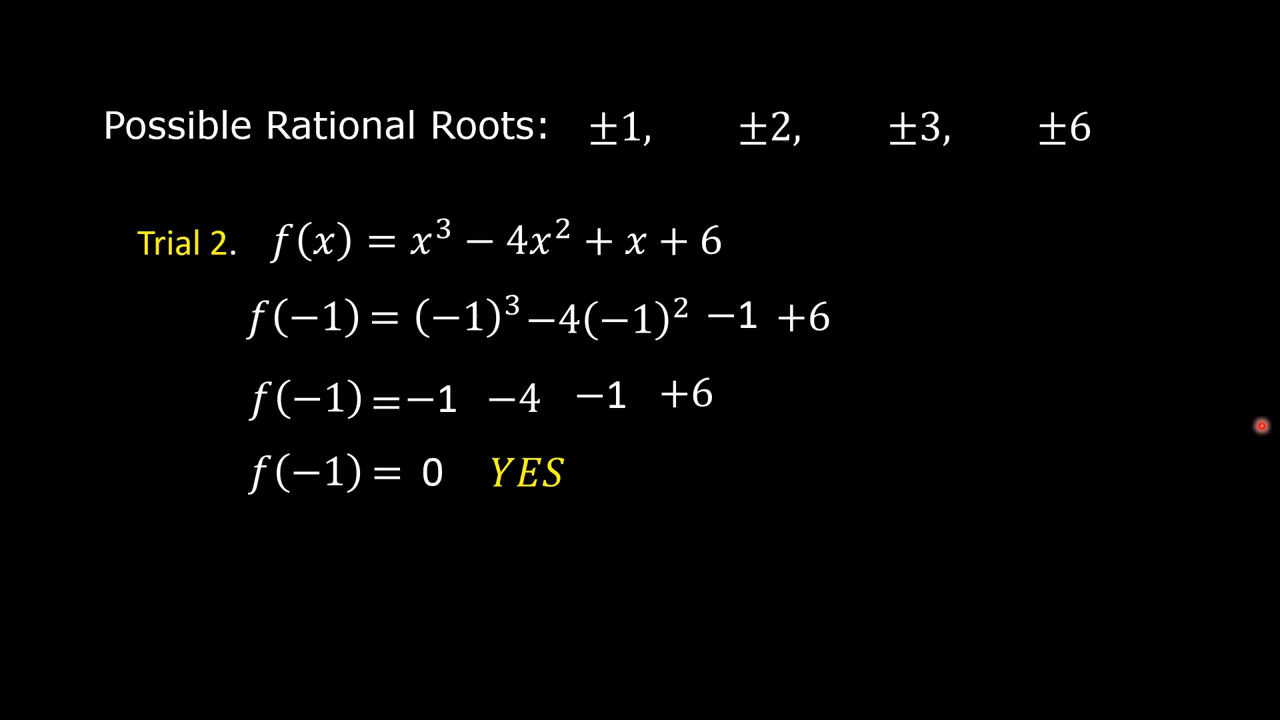 Possible Rational Roots: ±1, ±2, ±3, ±6
Trial 2. f(x) = x³ − 4x² + x + 6
f(−1) = (−1)³ −4(−1)² −1 +6
f(−1) =−1 −4 −1 +6
f(−1) = 0 YES